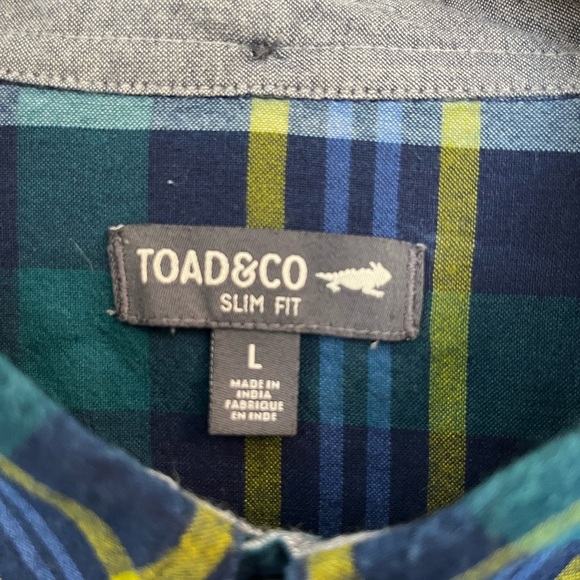 TOAD&CO
SLIM FIT
L
MADE IN
INDIA
FABRIQUE
EN INDE